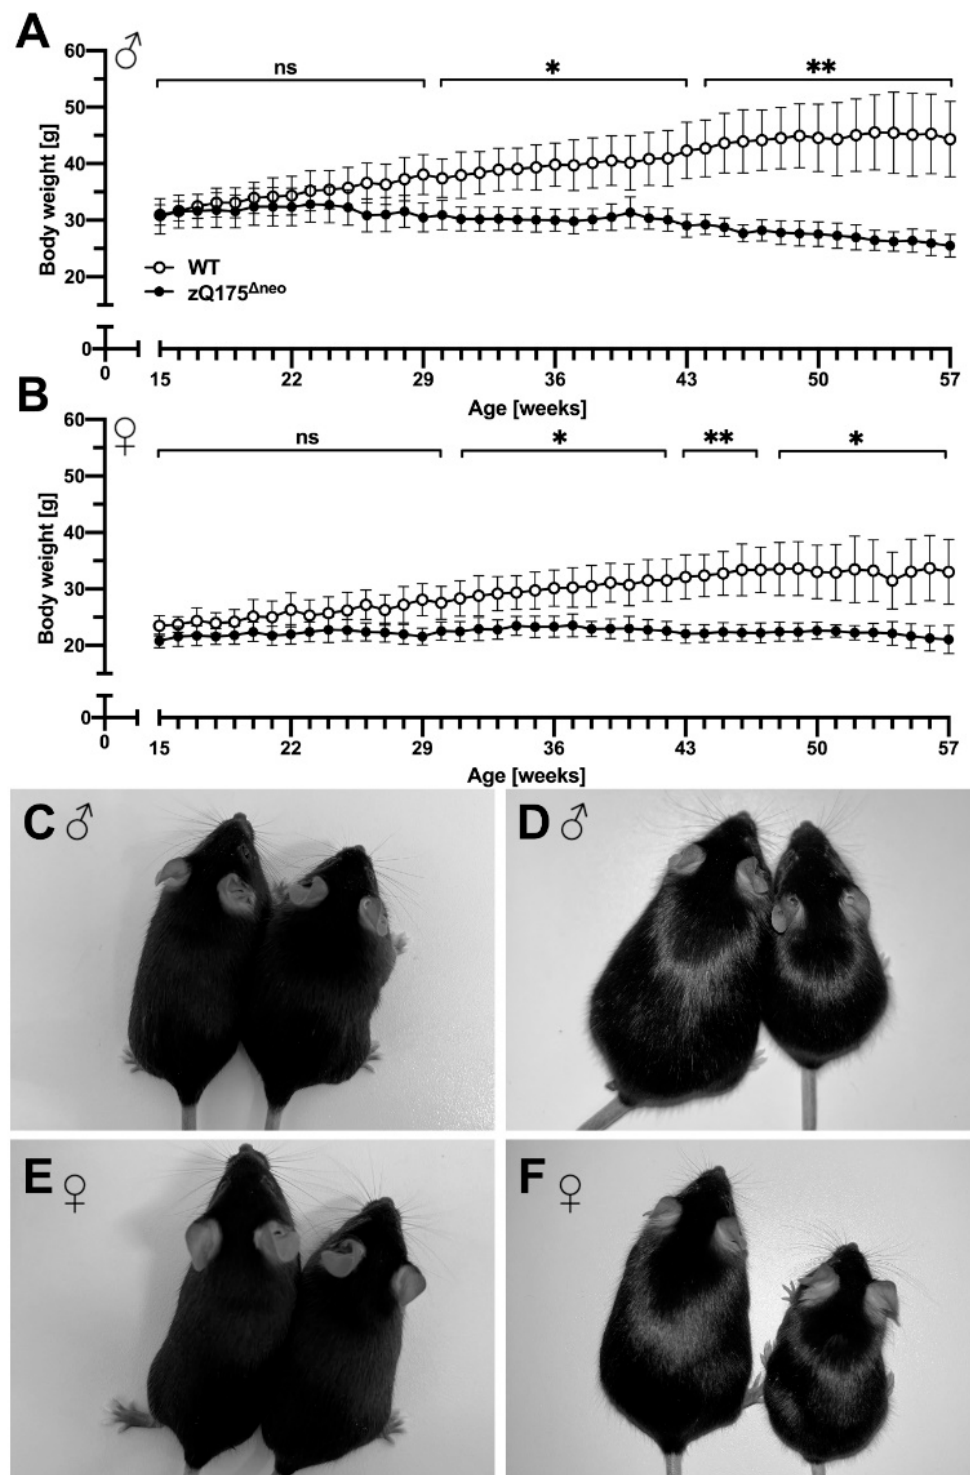 A ♂
60
50
40
30
20
0
Body weight [g]
ns * **
WT
zQ175Δneo
0 15 22 29 36 43 50 57
Age [weeks]
B ♀
60
50
40
30
20
0
Body weight [g]
ns * ** *
0 15 22 29 36 43 50 57
Age [weeks]
C ♂ D ♂
E ♀ F ♀